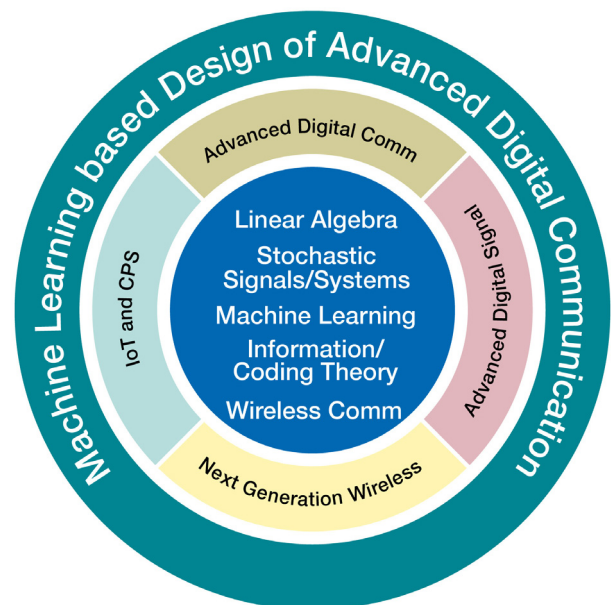 Machine Learning based Design of Advanced Digital Communication
Advanced Digital Comm
IoT and CPS
Advanced Digital Signal
Next Generation Wireless
Linear Algebra
Stochastic
Signals/Systems
Machine Learning
Information/
Coding Theory
Wireless Comm